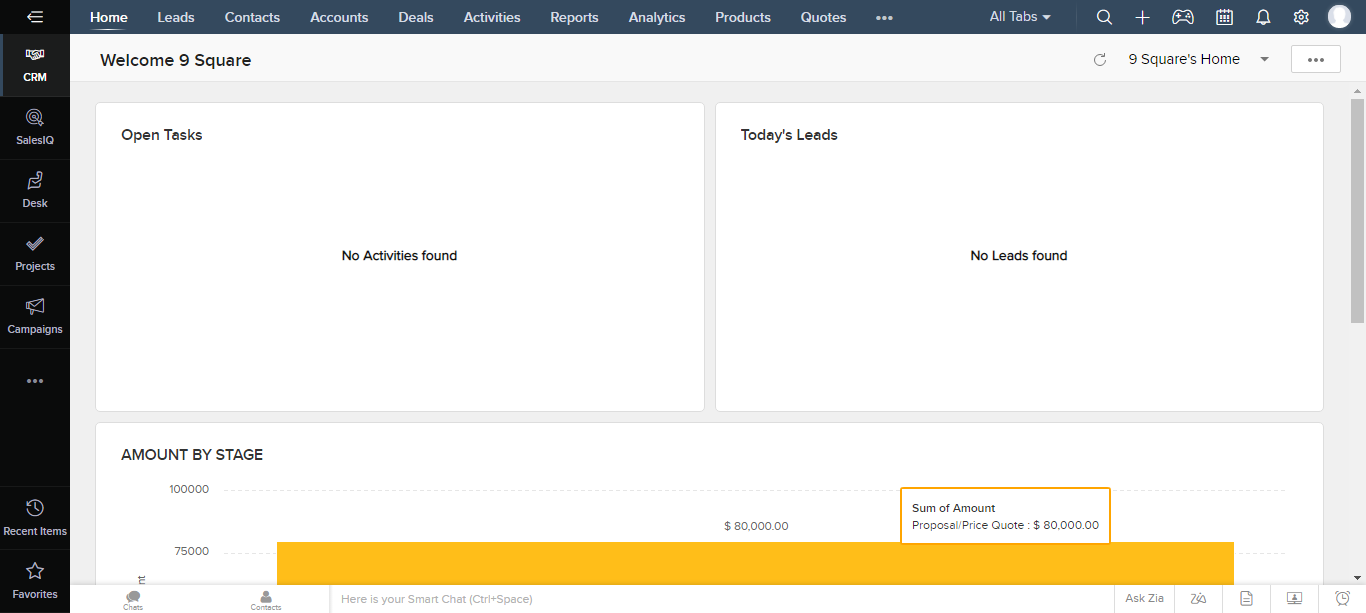 Home Leads Contacts Accounts Deals Activities Reports Analytics Products Quotes ••• All Tabs
CRM
Welcome 9 Square
9 Square's Home
SalesIQ
Desk
Projects
Campaigns
Recent Items
Favorites
Open Tasks
No Activities found
Today's Leads
No Leads found
AMOUNT BY STAGE
100000
75000
$ 80,000.00
Sum of Amount
Proposal/Price Quote : $ 80,000.00
Chats
Contacts
Here is your Smart Chat (Ctrl+Space)
Ask Zia